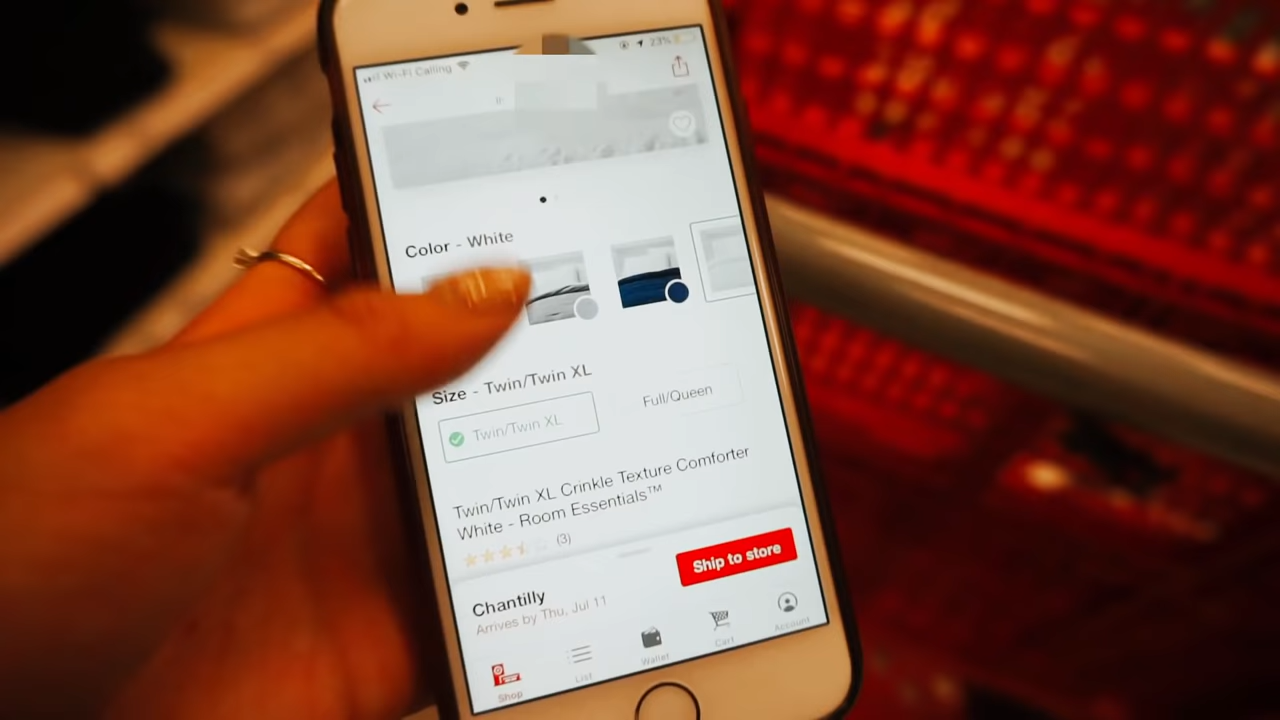 Wi-Fi Calling 23%
Color - White
Size - Twin/Twin XL
Twin/Twin XL Full/Queen
Twin/Twin XL Crinkle Texture Comforter
White - Room Essentials™
(3)
Ship to store
Chantilly
Arrives by Thu, Jul 11
Shop List Wallet Cart Account